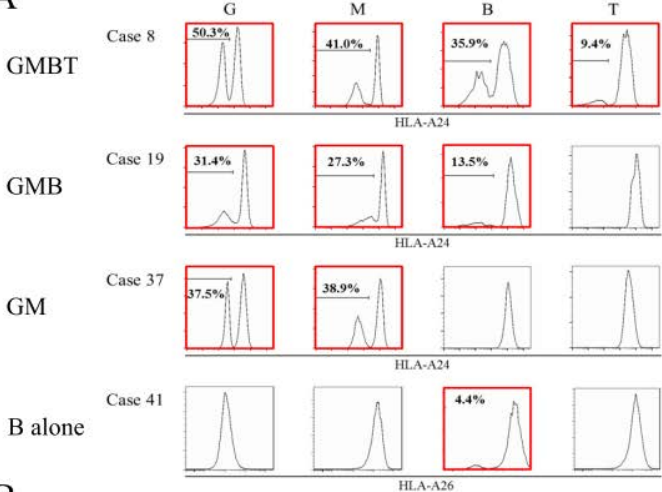 A
G M B T
GMBT
Case 8
50.3% 41.0% 35.9% 9.4%
HLA-A24
GMB
Case 19
31.4% 27.3% 13.5%
HLA-A24
GM
Case 37
37.5% 38.9%
HLA-A24
B alone
Case 41
4.4%
HLA-A26